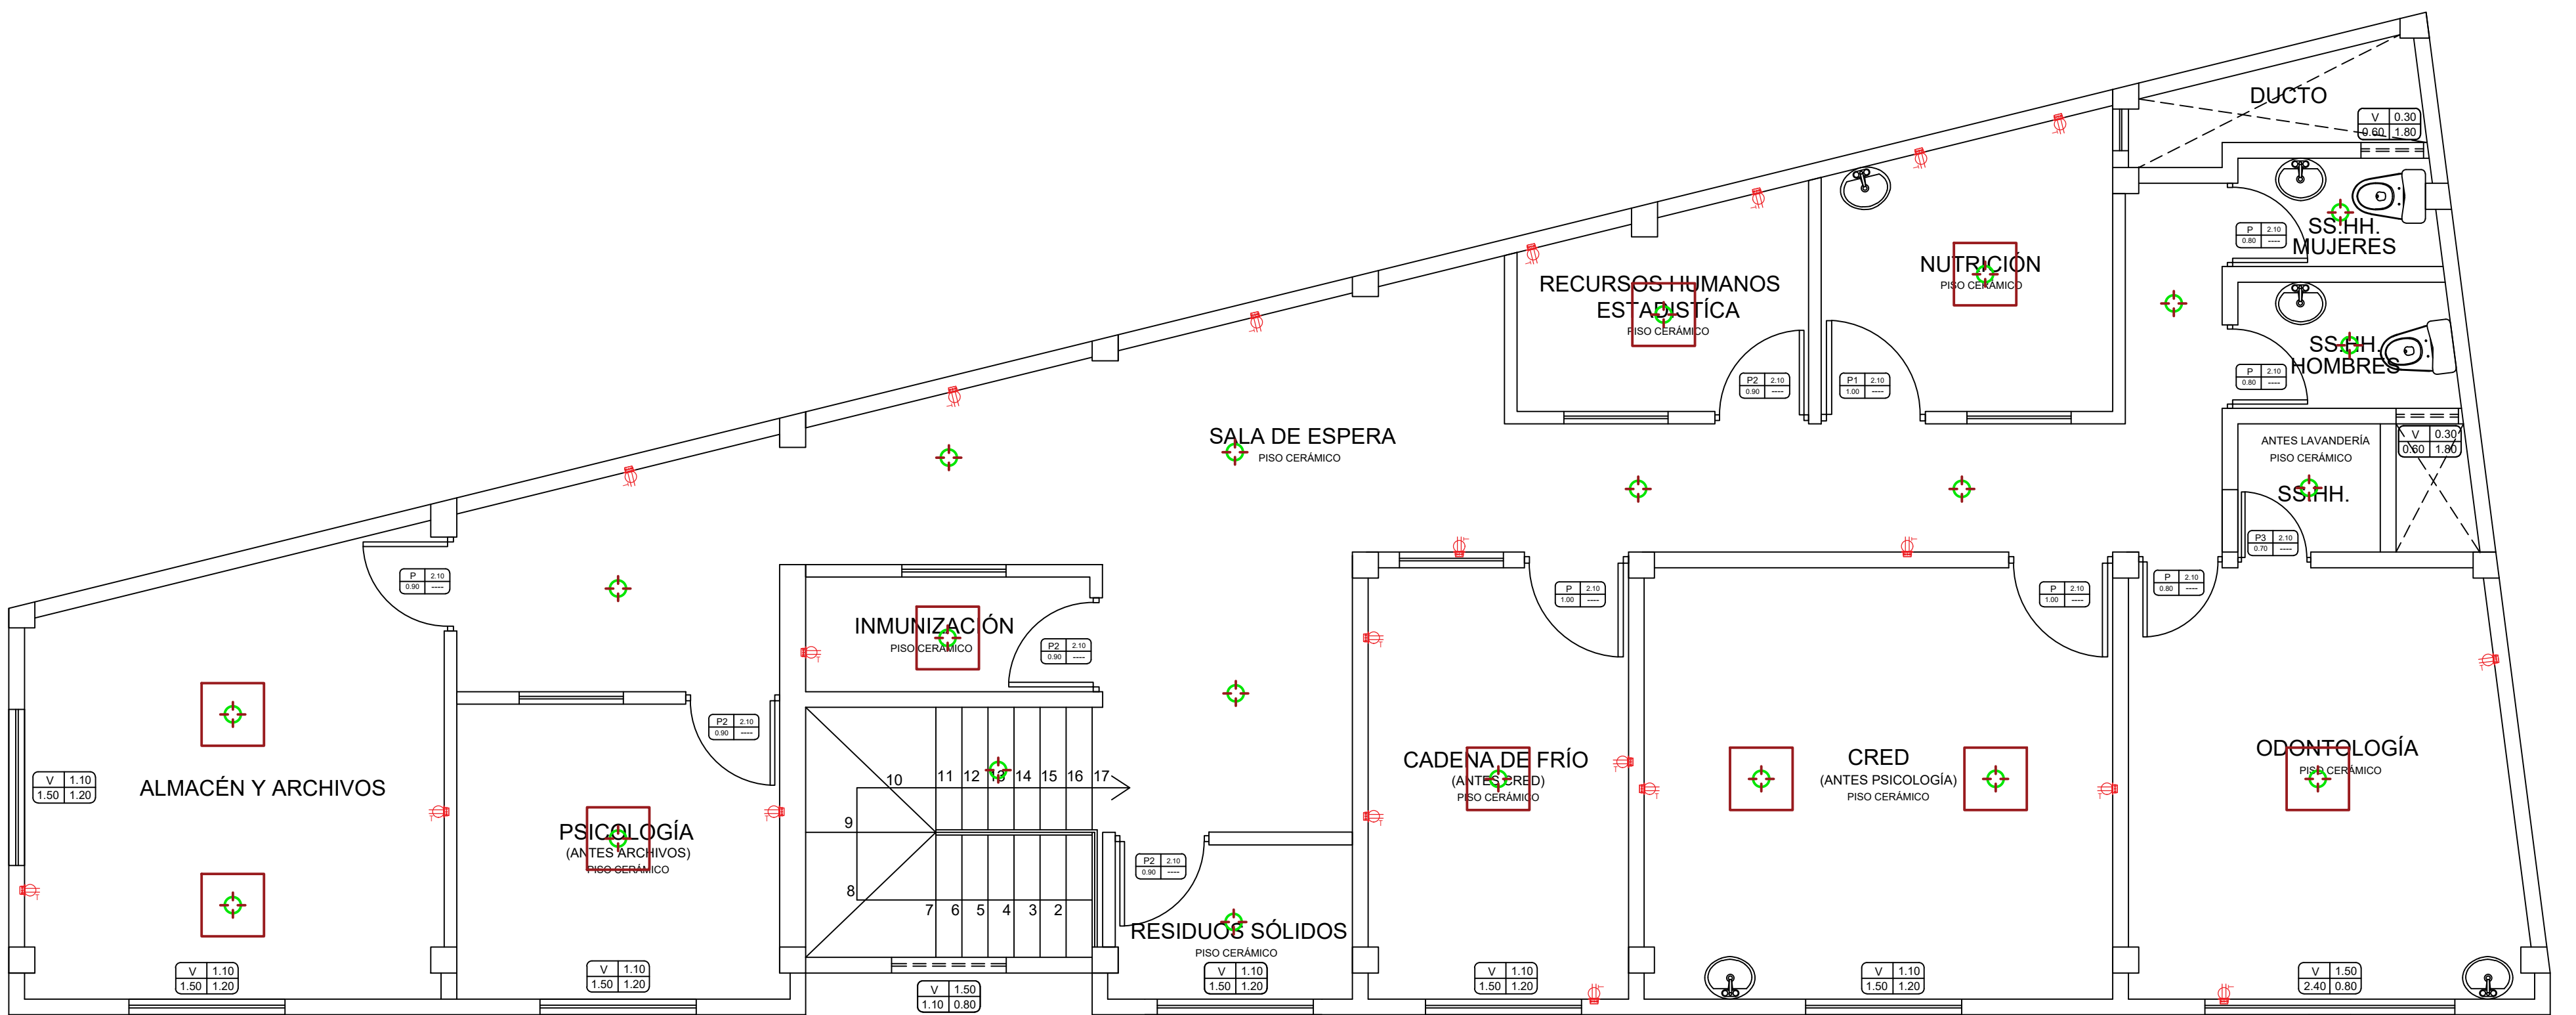 DUCTO
V 0.30
0.60 1.80
P 2.10
0.80 ----
SS.HH.
MUJERES
RECURSOS HUMANOS
ESTADISTÍCA
PISO CERÁMICO
NUTRICIÓN
PISO CERÁMICO
SS.HH.
HOMBRES
P 2.10
0.80 ----
P2 2.10
0.90 ----
P1 2.10
1.00 ----
SALA DE ESPERA
PISO CERÁMICO
ANTES LAVANDERÍA
PISO CERÁMICO
SS.HH.
V 0.30
0.60 1.80
P3 2.10
0.70 ----
P 2.10
0.90 ----
P 2.10
1.00 ----
P 2.10
1.00 ----
P 2.10
0.80 ----
INMUNIZACIÓN
PISO CERÁMICO
P2 2.10
0.90 ----
P2 2.10
0.90 ----
V 1.10
1.50 1.20
ALMACÉN Y ARCHIVOS
PSICOLOGÍA
(ANTES ARCHIVOS)
PISO CERÁMICO
10 11 12 13 14 15 16 17
9
8
7 6 5 4 3 2
CADENA DE FRÍO
(ANTES CRED)
PISO CERÁMICO
CRED
(ANTES PSICOLOGÍA)
PISO CERÁMICO
ODONTOLOGÍA
PISO CERÁMICO
P2 2.10
0.90 ----
RESIDUOS SÓLIDOS
PISO CERÁMICO
V 1.10
1.50 1.20
V 1.10
1.50 1.20
V 1.50
1.10 0.80
V 1.10
1.50 1.20
V 1.10
1.50 1.20
V 1.10
1.50 1.20
V 1.50
2.40 0.80